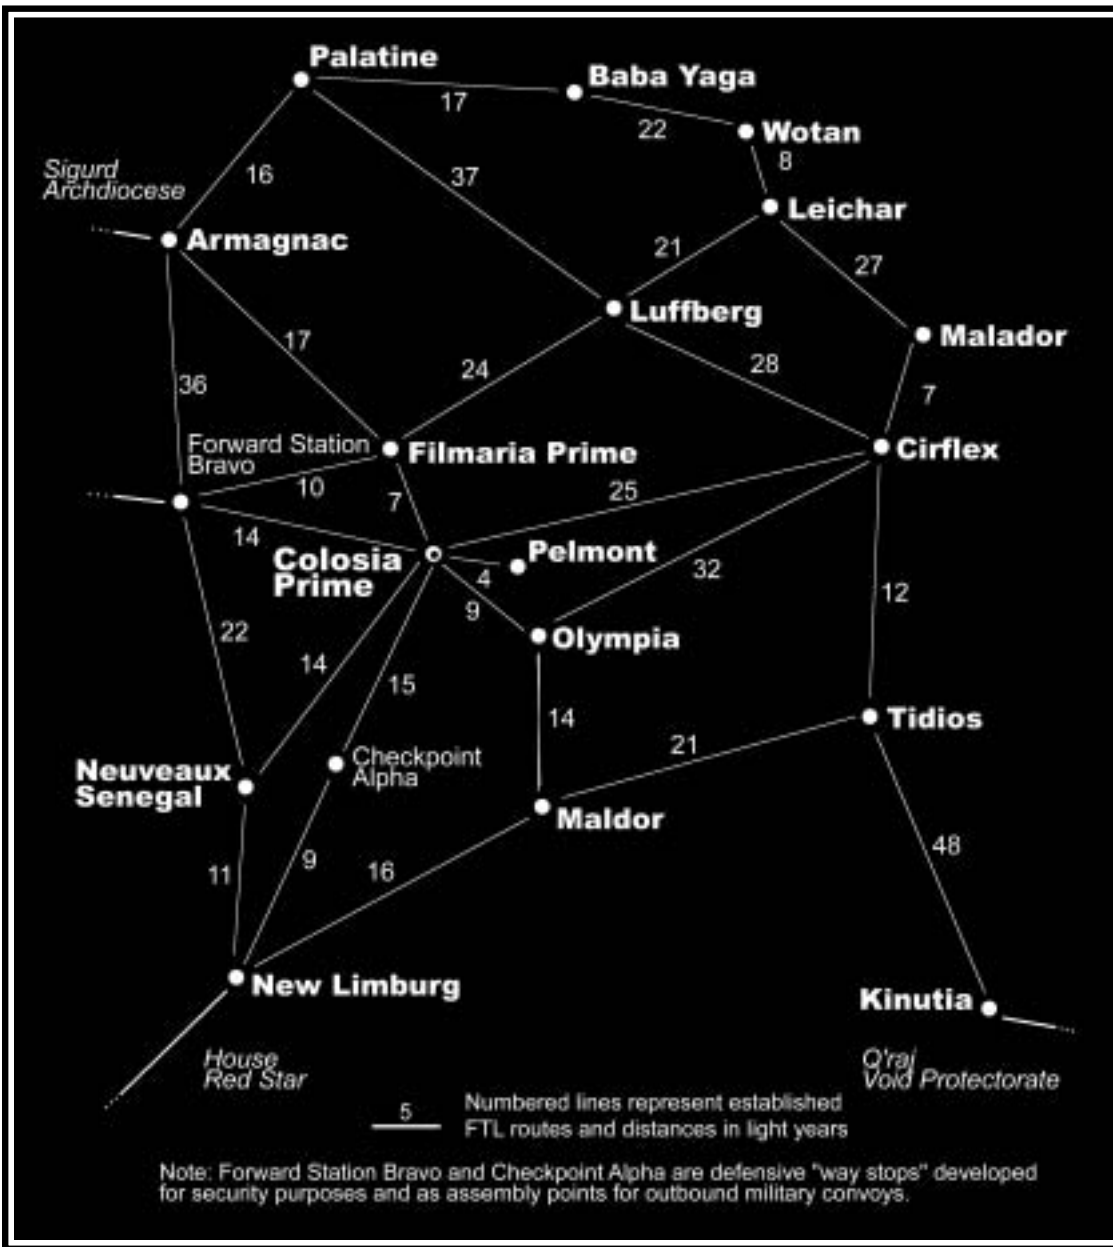 Palatine
Baba Yaga
17
22
Wotan
8
Sigurd
Archdiocese
16
37
Leichar
Armagnac
21
27
Luffberg
Malador
17
24
28
36
7
Forward Station
Bravo
Filmaria Prime
Cirflex
10
7
25
14
Colosia
Prime
Pelmont
4
32
9
12
Olympia
22
14
15
14
Tidios
21
Checkpoint
Alpha
Neuveaux
Senegal
Maldor
48
9
16
11
New Limburg
Kinutia
House
Red Star
Q'raj
Void Protectorate
5
Numbered lines represent established
FTL routes and distances in light years
Note: Forward Station Bravo and Checkpoint Alpha are defensive "way stops" developed
for security purposes and as assembly points for outbound military convoys.